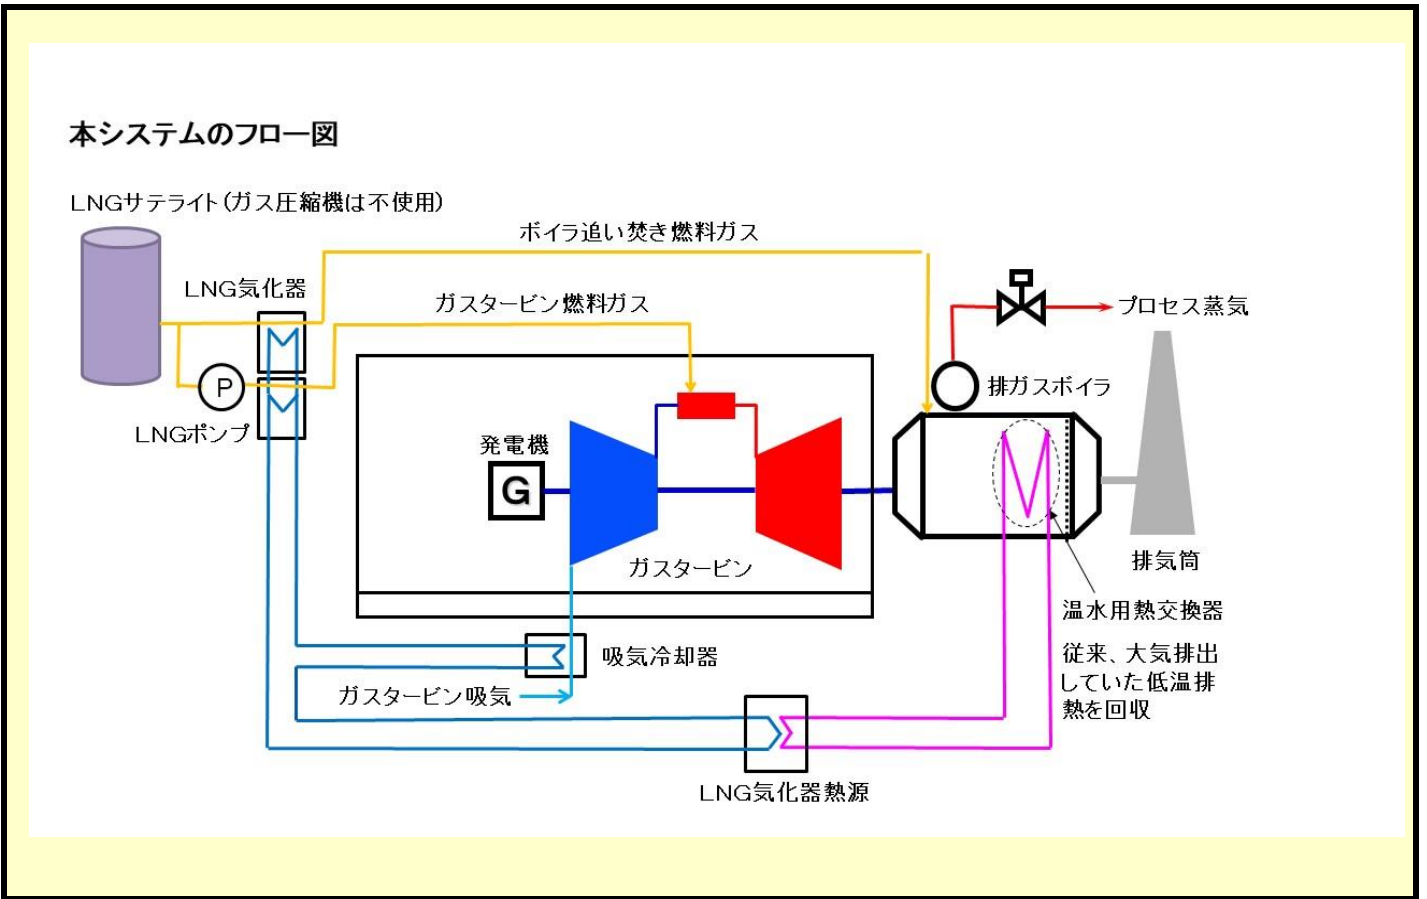 本システムのフロー図
LNGサテライト(ガス圧縮機は不使用)
ボイラ追い焚き燃料ガス
LNG気化器
ガスタービン燃料ガス
プロセス蒸気
P
排ガスボイラ
LNGポンプ
発電機
G
ガスタービン
排気筒
温水用熱交換器
吸気冷却器
従来、大気排出
していた低温排
熱を回収
ガスタービン吸気
LNG気化器熱源